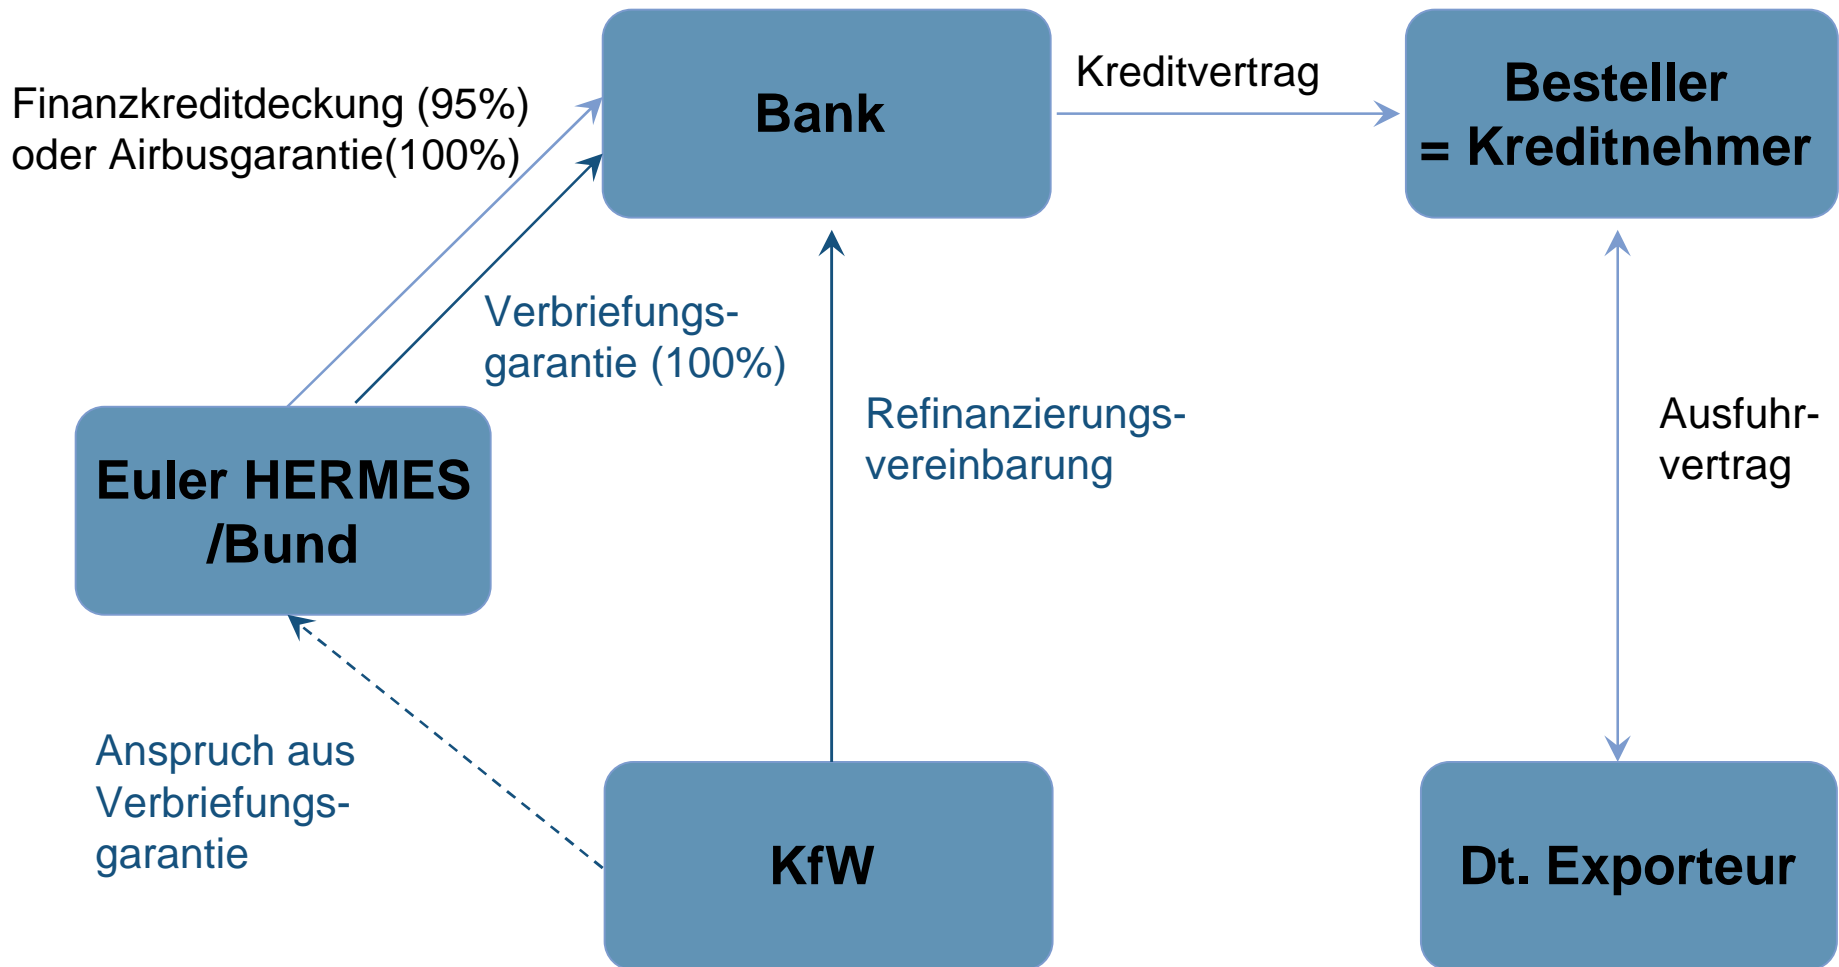 Finanzkreditdeckung (95%)
oder Airbusgarantie(100%)
Bank
Kreditvertrag
Besteller
= Kreditnehmer
Verbriefungs-
garantie (100%)
Euler HERMES
/Bund
Refinanzierungs-
vereinbarung
Ausfuhr-
vertrag
Anspruch aus
Verbriefungs-
garantie
KfW
Dt. Exporteur